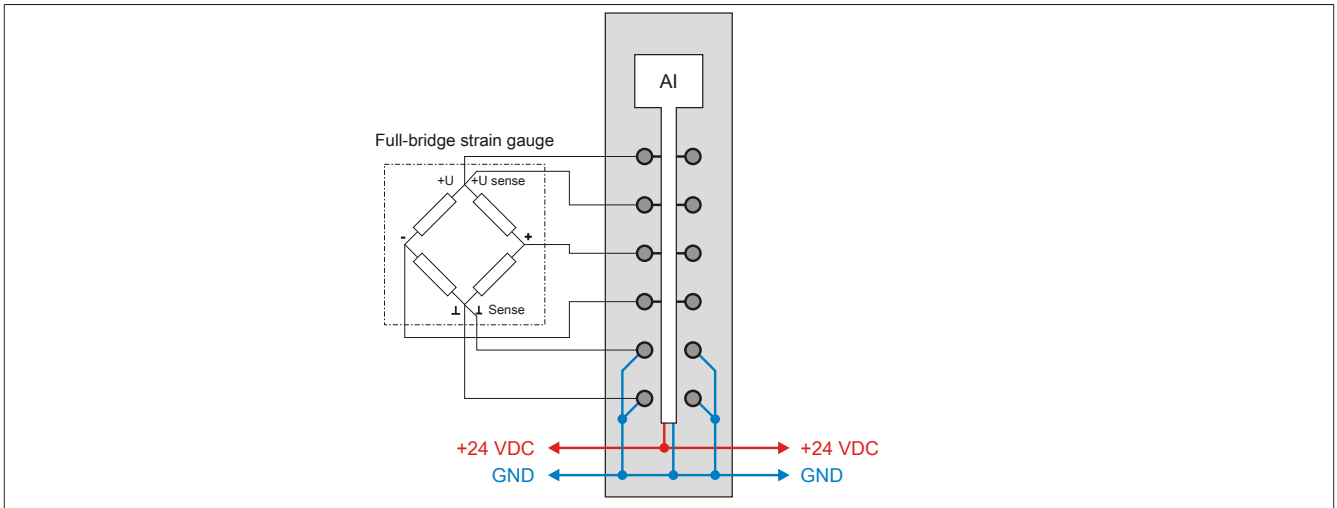 AI
Full-bridge strain gauge
+U +U sense
- +
⊥ ⊥ Sense
+24 VDC +24 VDC
GND GND